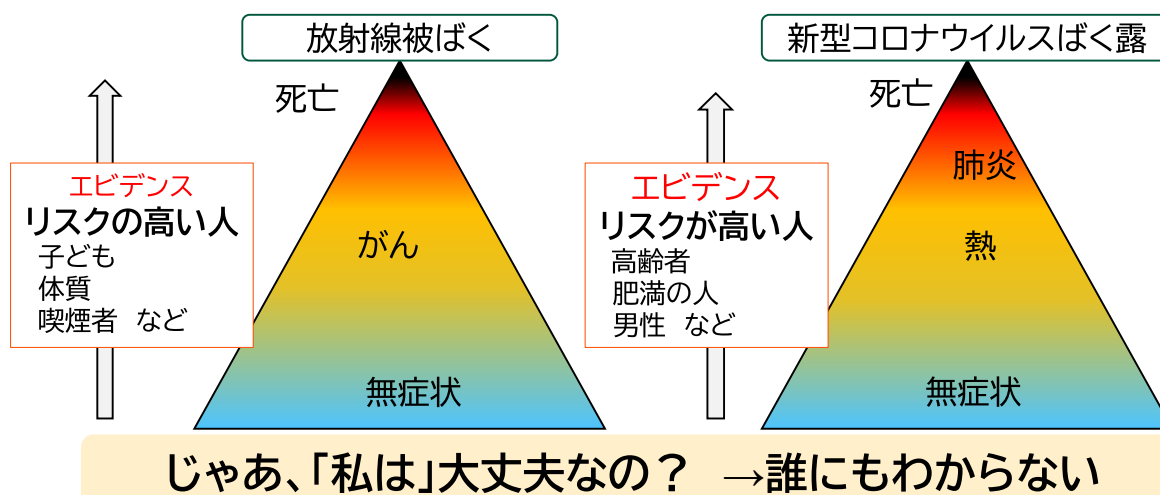 放射線被ばく
死亡
エビデンス
リスクの高い人
子ども
体質
喫煙者 など
がん
無症状
新型コロナウイルスばく露
死亡
エビデンス
リスクが高い人
高齢者
肥満の人
男性 など
肺炎
熱
無症状
じゃあ、「私は」大丈夫なの？ →誰にもわからない